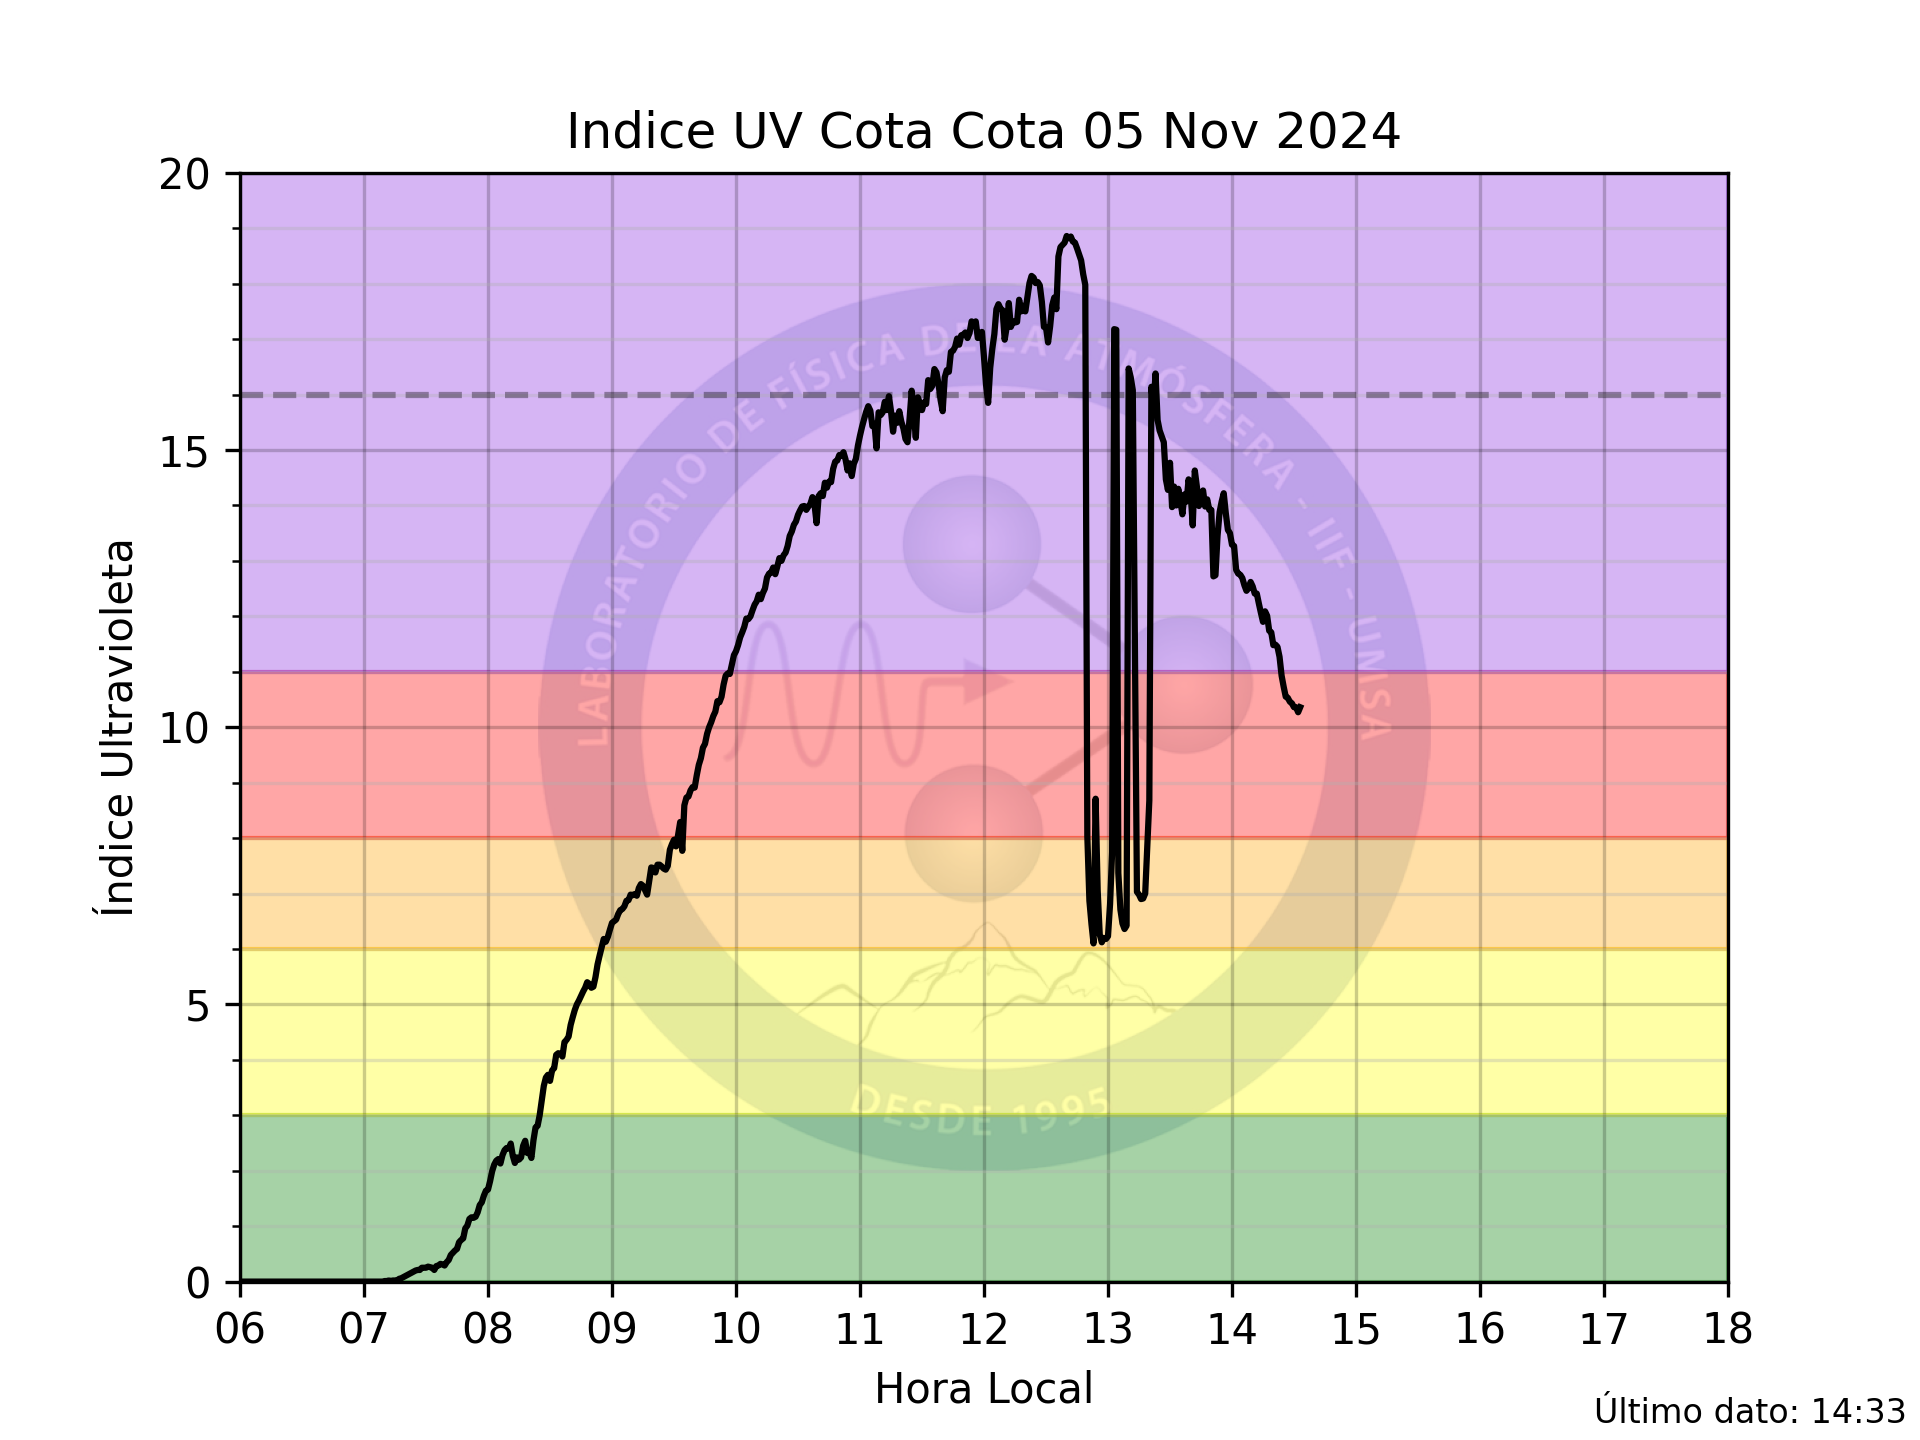 Indice UV Cota Cota 05 Nov 2024
20
15
10
5
0
Índice Ultravioleta
LABORATORIO DE FÍSICA DE LA ATMÓSFERA - IIF - UMSA
DESDE 1995
06 07 08 09 10 11 12 13 14 15 16 17 18
Hora Local
Último dato: 14:33